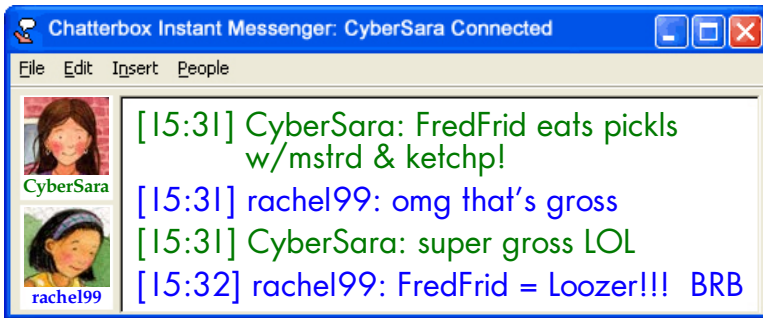 Chatterbox Instant Messenger: CyberSara Connected
File Edit Insert People
[15:31] CyberSara: FredFrid eats pickls
w/mstrd & ketchp!
CyberSara
[15:31] rachel99: omg that's gross
[15:31] CyberSara: super gross LOL
[15:32] rachel99: FredFrid = Loozer!!! BRB
rachel99